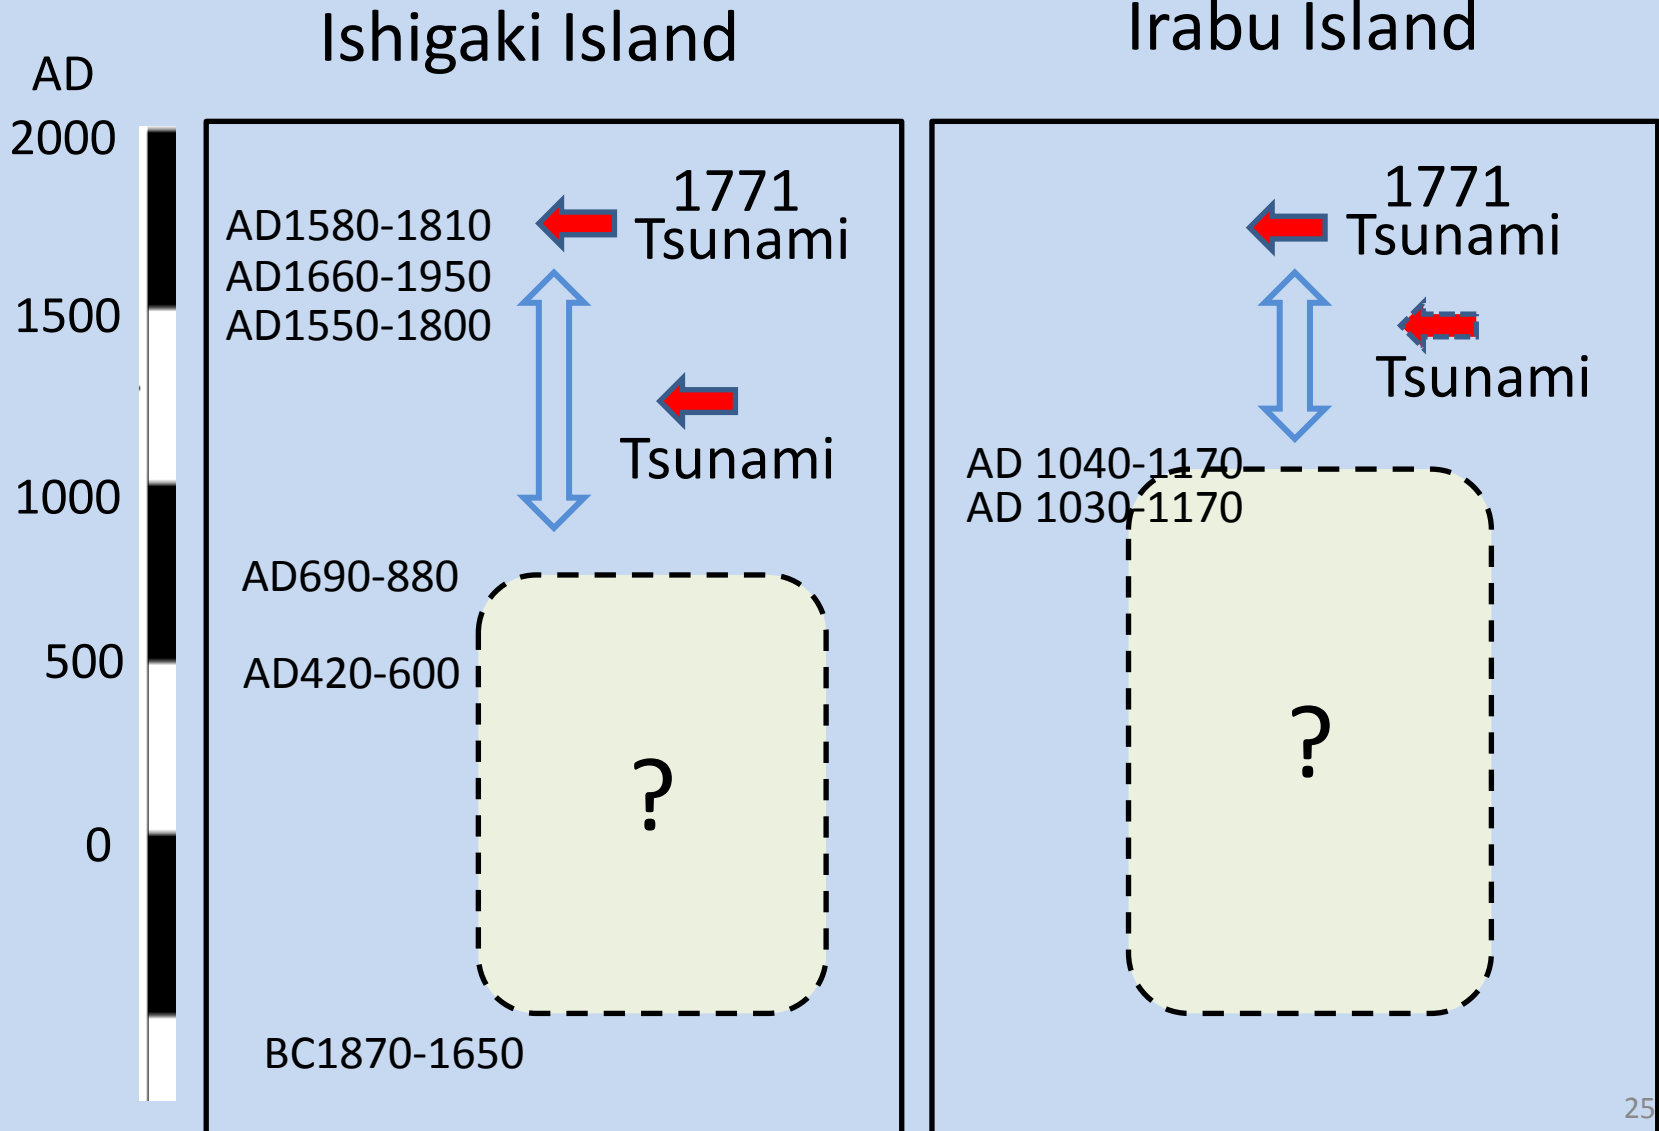 Ishigaki Island
Irabu Island
AD
2000
1500
1000
500
0
1771
Tsunami
AD1580-1810
AD1660-1950
AD1550-1800
Tsunami
AD690-880
AD420-600
?
BC1870-1650
1771
Tsunami
Tsunami
AD 1040-1170
AD 1030-1170
?
25